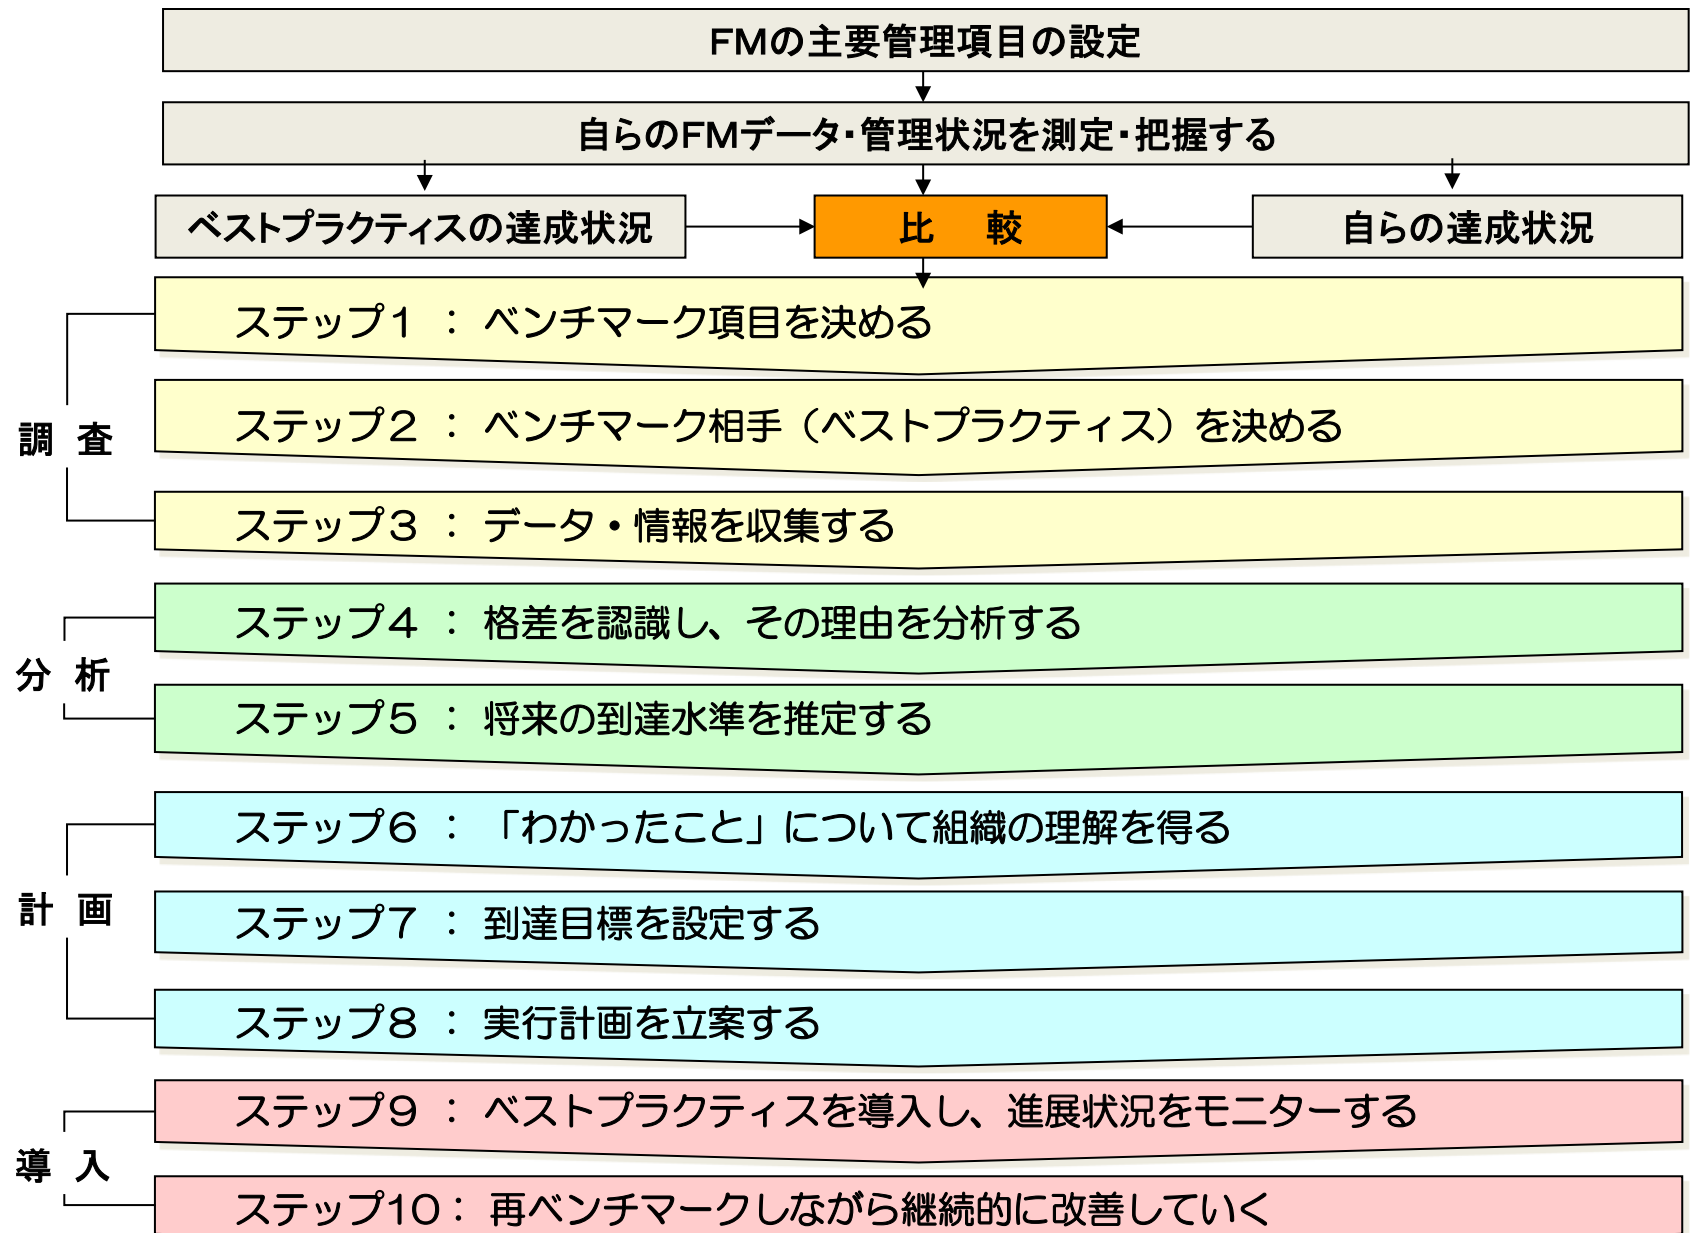 FMの主要管理項目の設定
自らのFMデータ・管理状況を測定・把握する
ベストプラクティスの達成状況
比 較
自らの達成状況
調 査
ステップ1 : ベンチマーク項目を決める
ステップ2 : ベンチマーク相手（ベストプラクティス）を決める
ステップ3 : データ・情報を収集する
分 析
ステップ4 : 格差を認識し、その理由を分析する
ステップ5 : 将来の到達水準を推定する
計 画
ステップ6 : 「わかったこと」について組織の理解を得る
ステップ7 : 到達目標を設定する
ステップ8 : 実行計画を立案する
導 入
ステップ9 : ベストプラクティスを導入し、進展状況をモニターする
ステップ10: 再ベンチマークしながら継続的に改善していく